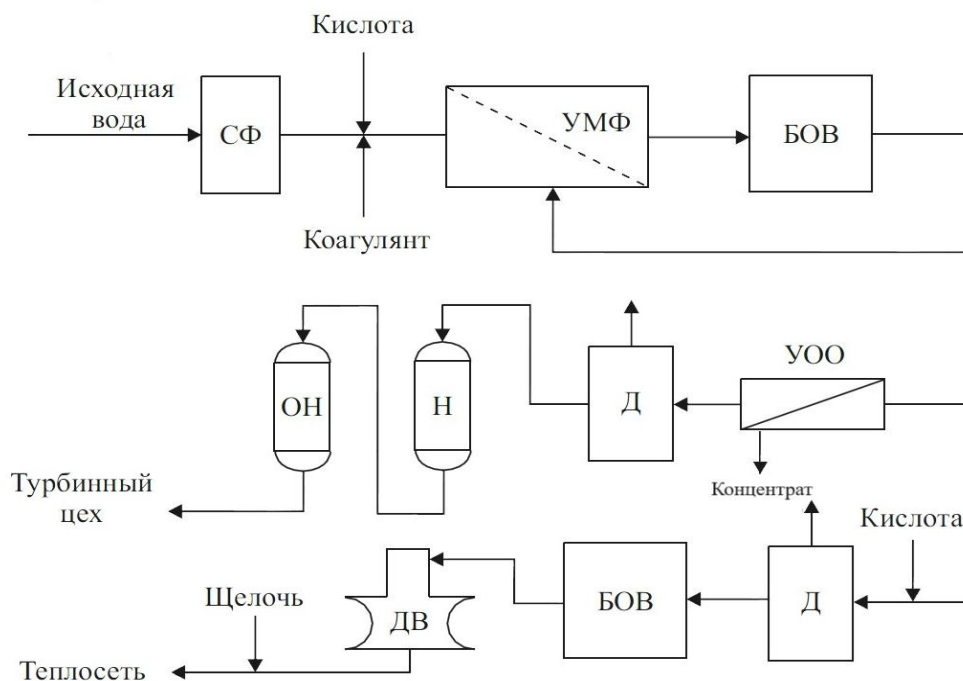 Кислота
Исходная
вода
СФ
УМФ
БОВ
Коагулянт
УОО
ОН
Н
Д
Концентрат
Турбинный
цех
Кислота
Щелочь
ДВ
БОВ
Д
Теплосеть